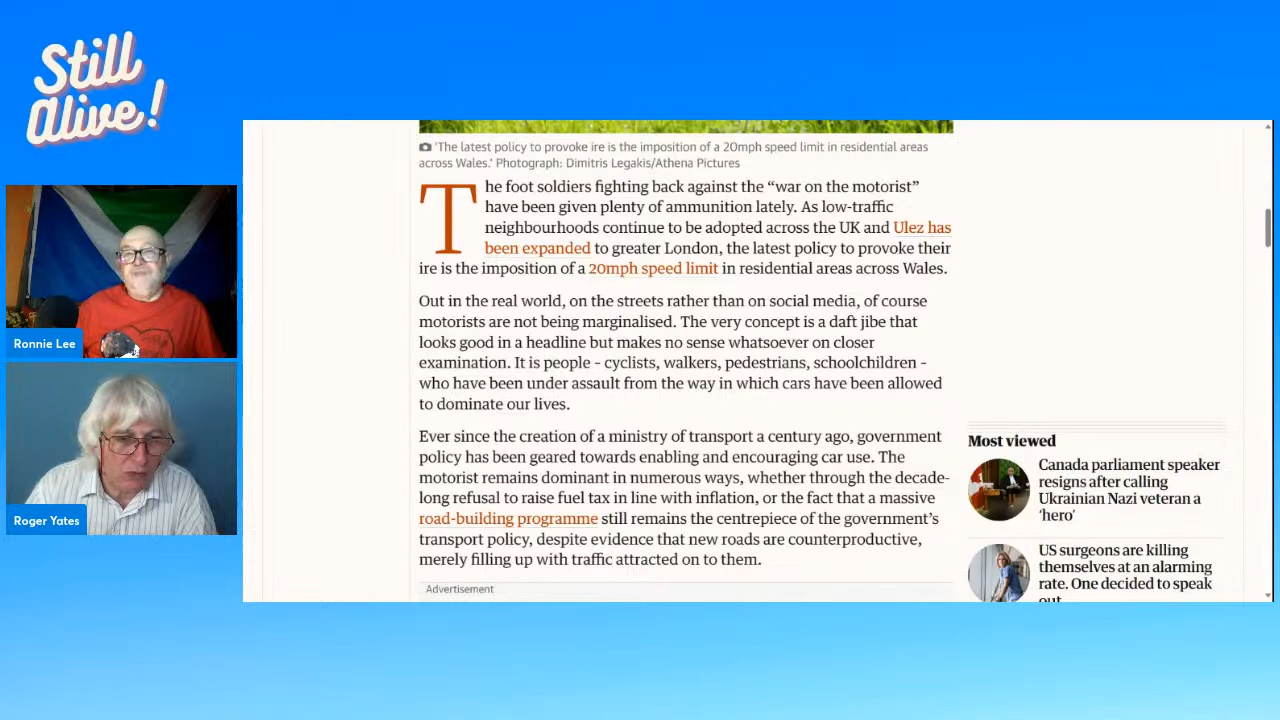 Still
Alive!
Ronnie Lee
Roger Yates
'The latest policy to provoke ire is the imposition of a 20mph speed limit in residential areas
across Wales.' Photograph: Dimitris Legakis/Athena Pictures
The foot soldiers fighting back against the “war on the motorist”
have been given plenty of ammunition lately. As low-traffic
neighbourhoods continue to be adopted across the UK and Ulez has
been expanded to greater London, the latest policy to provoke their
ire is the imposition of a 20mph speed limit in residential areas across Wales.
Out in the real world, on the streets rather than on social media, of course
motorists are not being marginalised. The very concept is a daft jibe that
looks good in a headline but makes no sense whatsoever on closer
examination. It is people – cyclists, walkers, pedestrians, schoolchildren –
who have been under assault from the way in which cars have been allowed
to dominate our lives.
Ever since the creation of a ministry of transport a century ago, government
policy has been geared towards enabling and encouraging car use. The
motorist remains dominant in numerous ways, whether through the decade-
long refusal to raise fuel tax in line with inflation, or the fact that a massive
road-building programme still remains the centrepiece of the government’s
transport policy, despite evidence that new roads are counterproductive,
merely filling up with traffic attracted on to them.
Advertisement
Most viewed
Canada parliament speaker
resigns after calling
Ukrainian Nazi veteran a
‘hero’
US surgeons are killing
themselves at an alarming
rate. One decided to speak
out